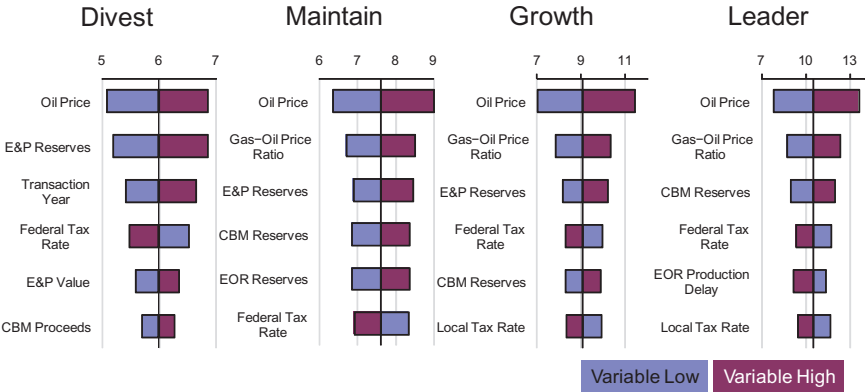 Divest
Maintain
Growth
Leader
5
6
7
6
7
8
9
7
9
11
7
10
13
Oil Price
E&P Reserves
Transaction
Year
Federal Tax
Rate
E&P Value
CBM Proceeds
Oil Price
Gas−Oil Price
Ratio
E&P Reserves
CBM Reserves
EOR Reserves
Federal Tax
Rate
Oil Price
Gas−Oil Price
Ratio
E&P Reserves
Federal Tax
Rate
CBM Reserves
Local Tax Rate
Oil Price
Gas−Oil Price
Ratio
CBM Reserves
Federal Tax
Rate
EOR Production
Delay
Local Tax Rate
Variable Low
Variable High